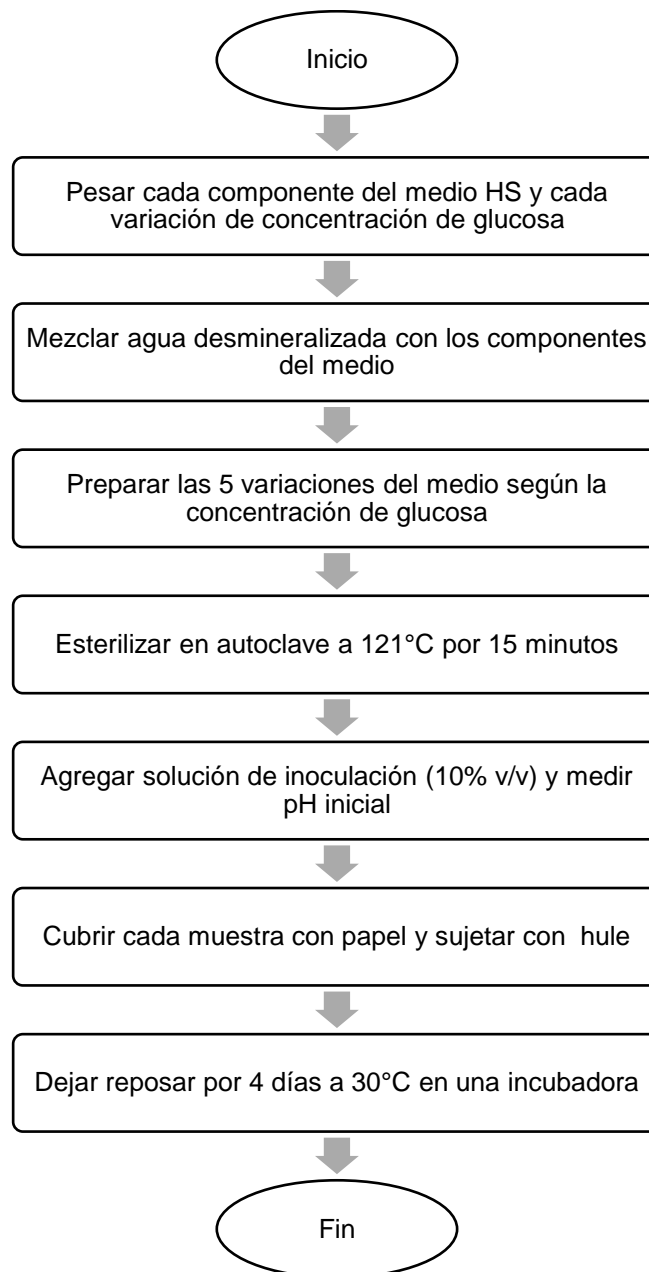 Inicio
Pesar cada componente del medio HS y cada
variación de concentración de glucosa
Mezclar agua desmineralizada con los componentes
del medio
Preparar las 5 variaciones del medio según la
concentración de glucosa
Esterilizar en autoclave a 121°C por 15 minutos
Agregar solución de inoculación (10% v/v) y medir
pH inicial
Cubrir cada muestra con papel y sujetar con  hule
Dejar reposar por 4 días a 30°C en una incubadora
Fin